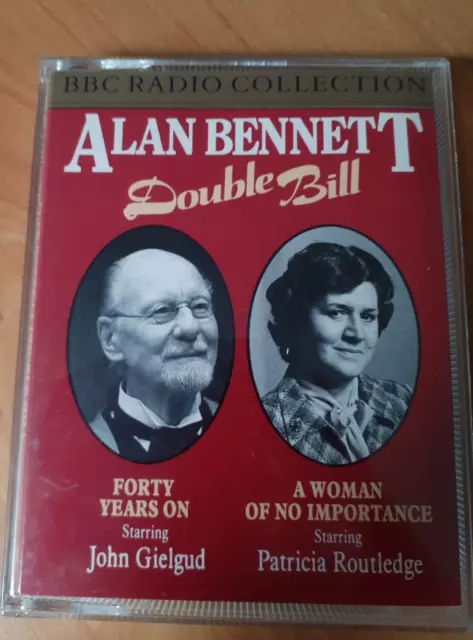 BBC RADIO COLLECTION
ALAN BENNETT
Double Bill
FORTY
YEARS ON
Starring
John Gielgud
A WOMAN
OF NO IMPORTANCE
Starring
Patricia Routledge